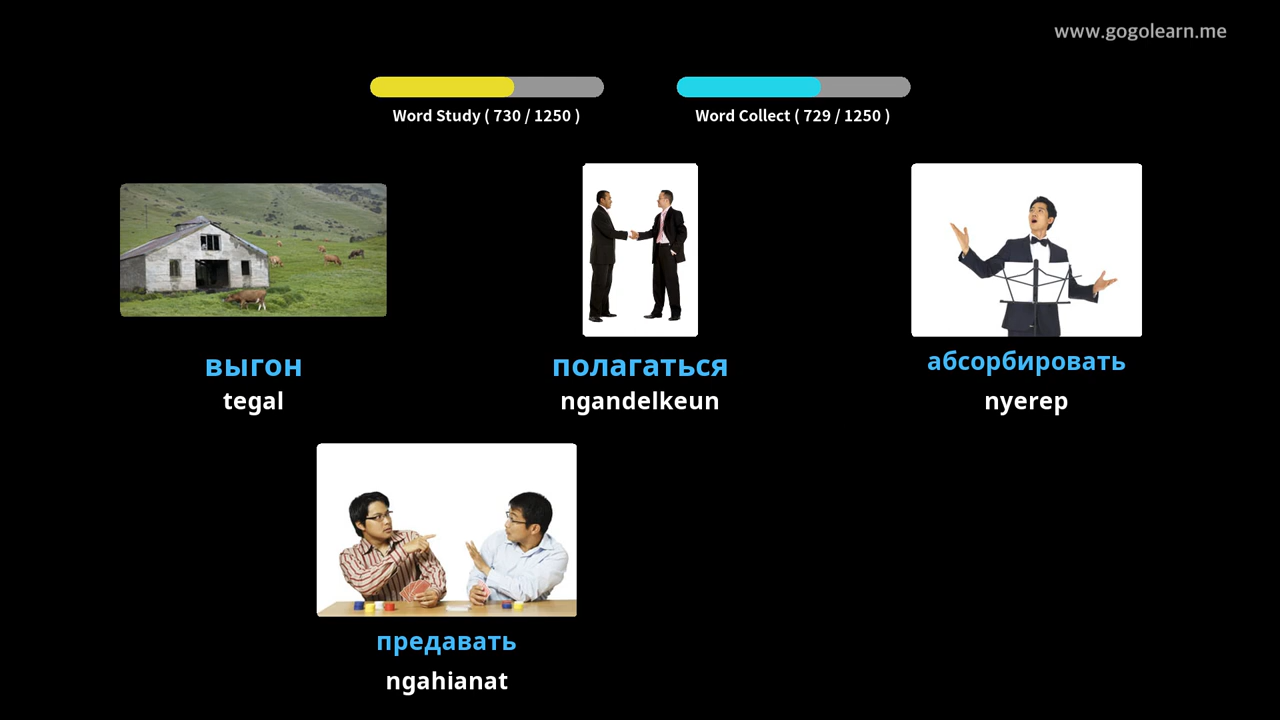 www.gogolearn.me
Word Study ( 730 / 1250 )
Word Collect ( 729 / 1250 )
выгон
tegal
полагаться
ngandelkeun
абсорбировать
nyerep
предавать
ngahianat